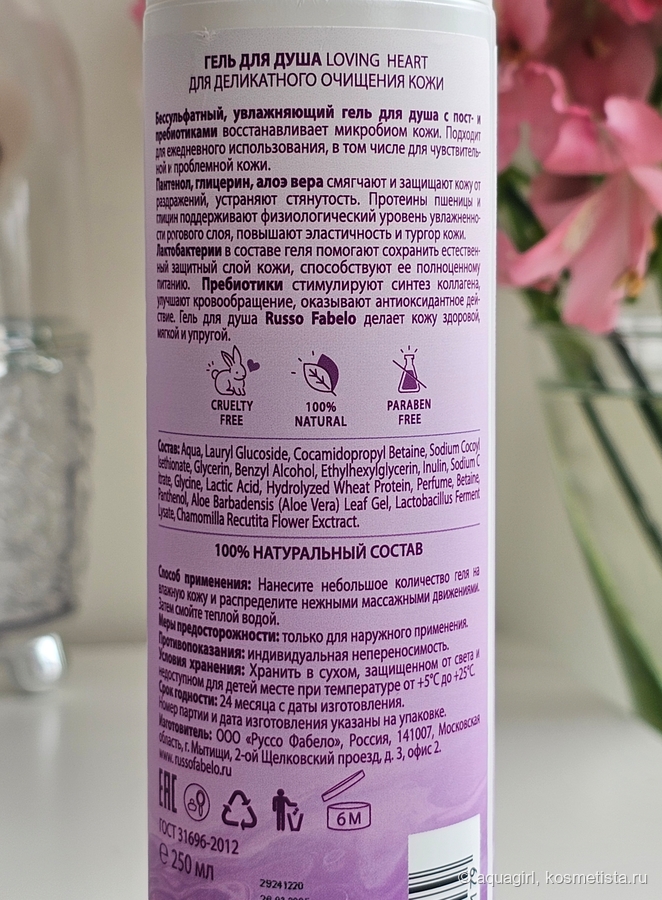 ГЕЛЬ ДЛЯ ДУША LOVING HEART
ДЛЯ ДЕЛИКАТНОГО ОЧИЩЕНИЯ КОЖИ
Бессульфатный, увлажняющий гель для душа с пост- и
пребиотиками восстанавливает микробиом кожи. Подходит
для ежедневного использования, в том числе для чувствитель-
ной и проблемной кожи.
Пантенол, глицерин, алоэ вера смягчают и защищают кожу от
раздражений, устраняют стянутость. Протеины пшеницы и
глицин поддерживают физиологический уровень увлажненно-
сти рогового слоя, повышают эластичность и тургор кожи.
Лактобактерии в составе геля помогают сохранить естествен-
ный защитный слой кожи, способствуют ее полноценному
питанию. Пребиотики стимулируют синтез коллагена,
улучшают кровообращение, оказывают антиоксидантное дей-
ствие. Гель для душа Russo Fabelo делает кожу здоровой,
мягкой и упругой.
CRUELTY FREE
100% NATURAL
PARABEN FREE
Состав: Aqua, Lauryl Glucoside, Cocamidopropyl Betaine, Sodium Cocoyl
Isethionate, Glycerin, Benzyl Alcohol, Ethylhexylglycerin, Inulin, Sodium C
itrate, Glycine, Lactic Acid, Hydrolyzed Wheat Protein, Perfume, Betaine,
Panthenol, Aloe Barbadensis (Aloe Vera) Leaf Gel, Lactobacillus Ferment
Lysate, Chamomilla Recutita Flower Exctract.
100% НАТУРАЛЬНЫЙ СОСТАВ
Способ применения: Нанесите небольшое количество геля на
влажную кожу и распределите нежными массажными движениями.
Затем смойте теплой водой.
Меры предосторожности: только для наружного применения.
Противопоказания: индивидуальная непереносимость.
Условия хранения: Хранить в сухом, защищенном от света и
недоступном для детей месте при температуре от +5°С до +25°С.
Срок годности: 24 месяца с даты изготовления.
Номер партии и дата изготовления указаны на упаковке.
Изготовитель: ООО «Руссо Фабело», Россия, 141007, Московская
область, г. Мытищи, 2-ой Щелковский проезд, д. 3, офис 2.
www.russofabelo.ru
EAC
6M
ГОСТ 31696-2012
℮ 250 мл
29241220
© aquagirl, kosmetista.ru